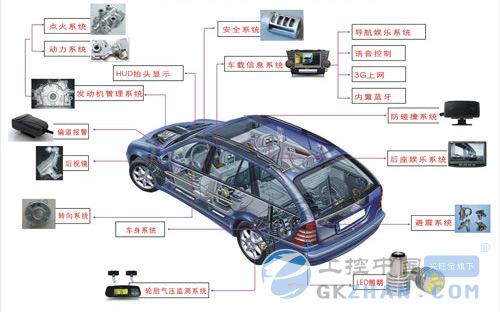 点火系统
动力系统
发动机管理系统
HUD抬头显示
安全系统
车载信息系统
导航娱乐系统
语音控制
3G上网
内置蓝牙
偏道报警
防碰撞系统
后视镜
后座娱乐系统
转向系统
车身系统
避震系统
轮胎气压监测系统
LED照明
工控中国
兴旺宝旗下
®
GKZHAN.COM